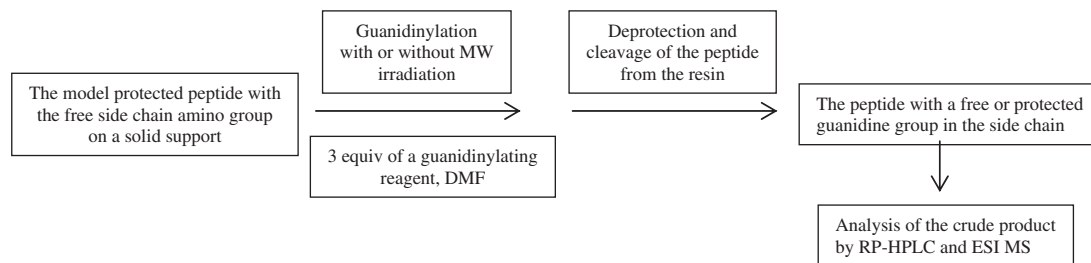 The model protected peptide with
the free side chain amino group
on a solid support
Guanidinylation
with or without MW
irradiation
3 equiv of a guanidinylating
reagent, DMF
Deprotection and
cleavage of the peptide
from the resin
The peptide with a free or protected
guanidine group in the side chain
Analysis of the crude product
by RP-HPLC and ESI MS